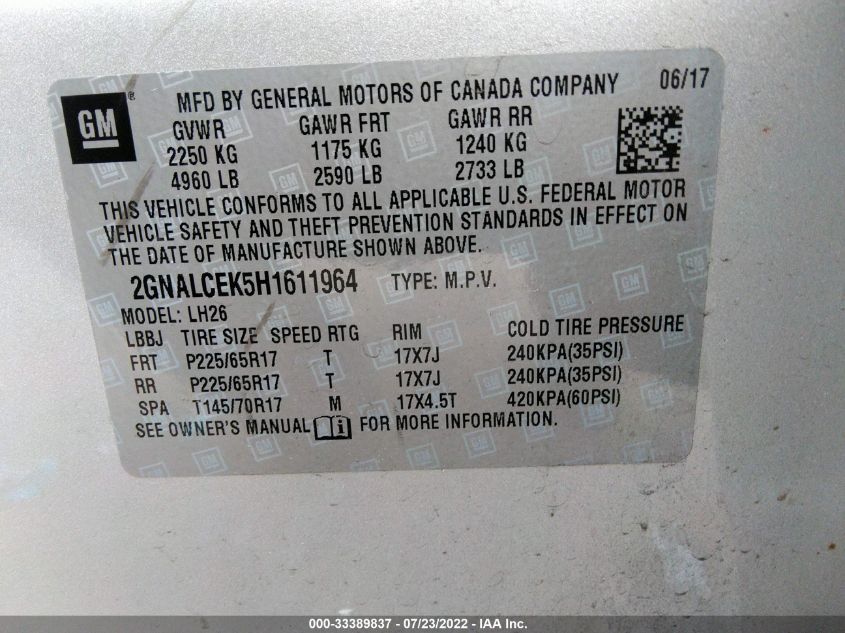 GM ® MFD BY GENERAL MOTORS OF CANADA COMPANY 06/17
GVWR GAWR FRT GAWR RR
2250 KG 1175 KG 1240 KG
4960 LB 2590 LB 2733 LB
THIS VEHICLE CONFORMS TO ALL APPLICABLE U.S. FEDERAL MOTOR
VEHICLE SAFETY AND THEFT PREVENTION STANDARDS IN EFFECT ON
THE DATE OF MANUFACTURE SHOWN ABOVE.
2GNALCEK5H1611964 TYPE: M.P.V.
MODEL: LH26
LBBJ TIRE SIZE SPEED RTG RIM COLD TIRE PRESSURE
FRT P225/65R17 T 17X7J 240KPA(35PSI)
RR P225/65R17 T 17X7J 240KPA(35PSI)
SPA T145/70R17 M 17X4.5T 420KPA(60PSI)
SEE OWNER'S MANUAL i FOR MORE INFORMATION.
000-33389837 - 07/23/2022 - IAA Inc.